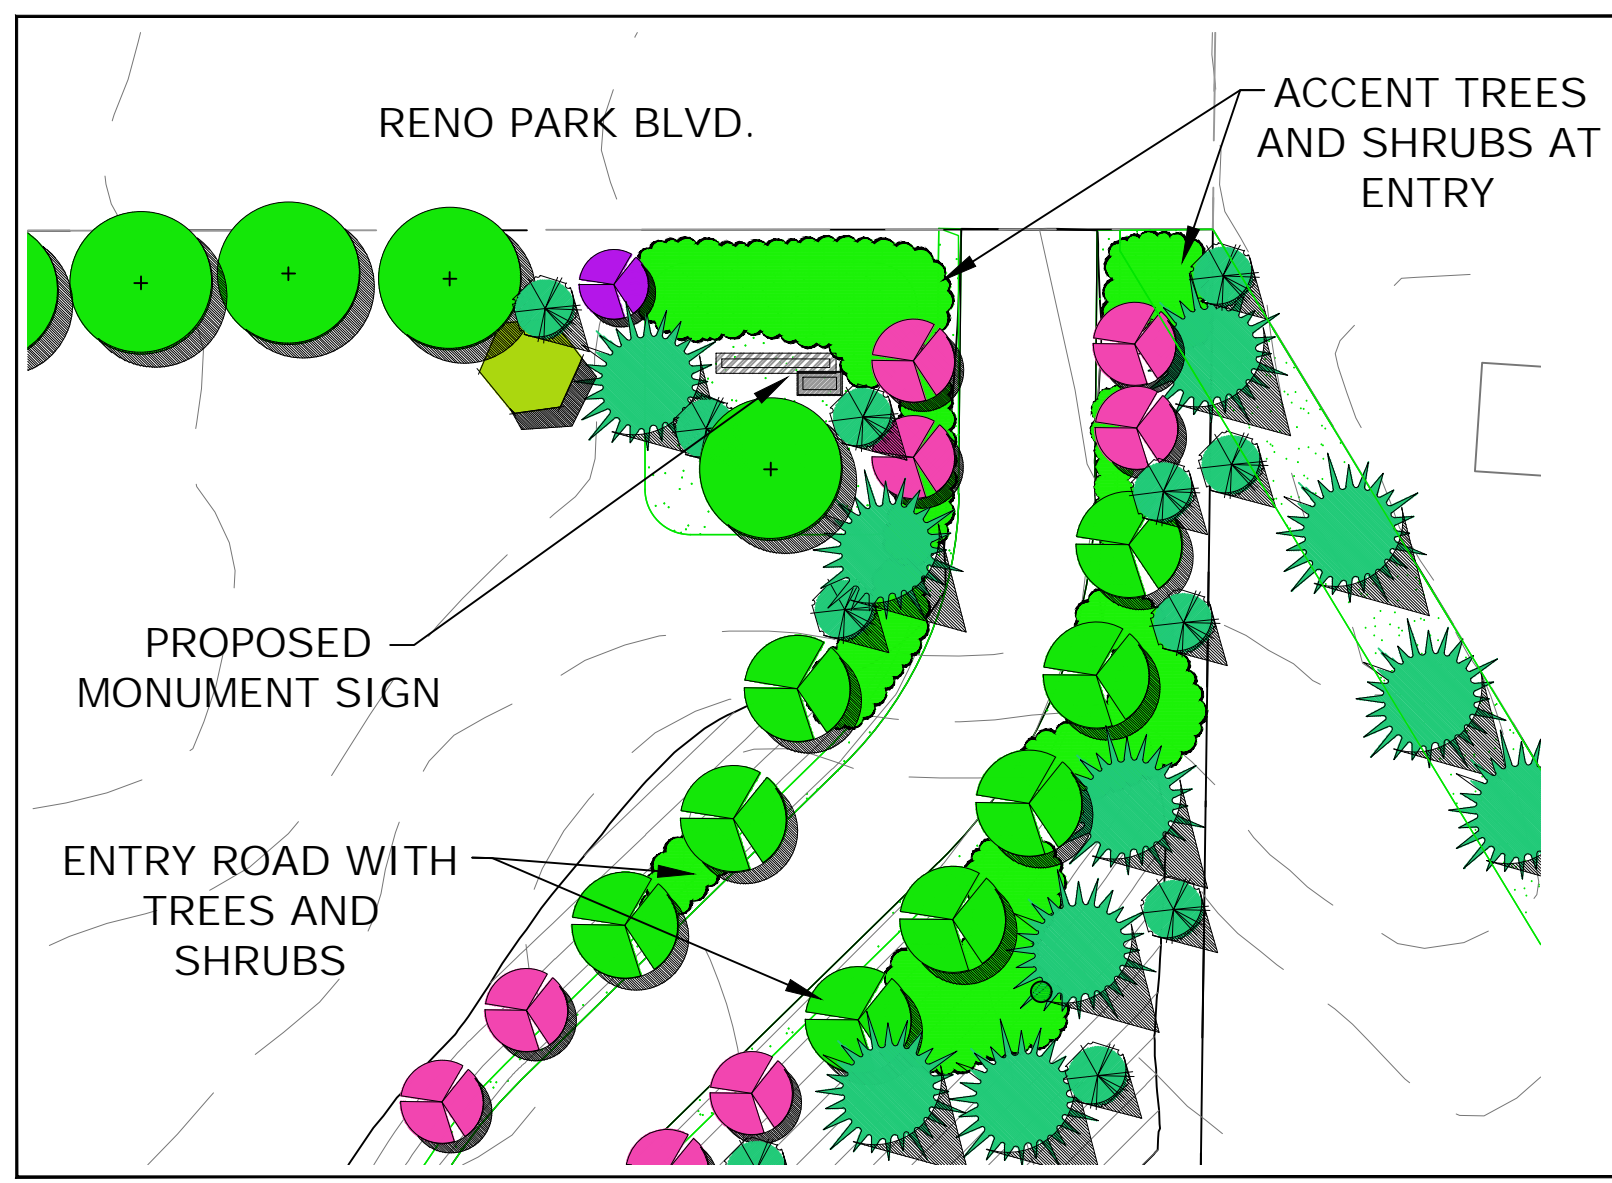 RENO PARK BLVD.
ACCENT TREES
AND SHRUBS AT
ENTRY
PROPOSED
MONUMENT SIGN
ENTRY ROAD WITH
TREES AND
SHRUBS